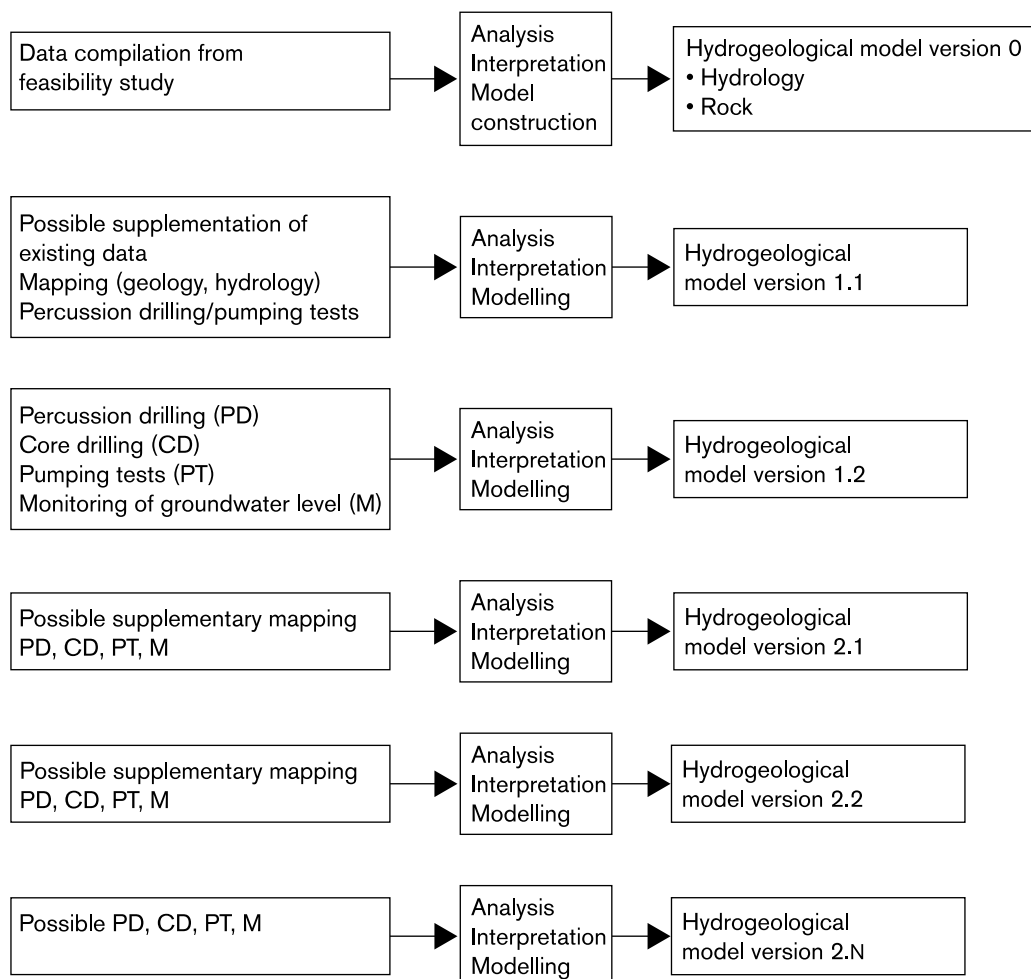 Data compilation from
feasibility study
Analysis
Interpretation
Model
construction
Hydrogeological model version 0
• Hydrology
• Rock
Possible supplementation of
existing data
Mapping (geology, hydrology)
Percussion drilling/pumping tests
Analysis
Interpretation
Modelling
Hydrogeological
model version 1.1
Percussion drilling (PD)
Core drilling (CD)
Pumping tests (PT)
Monitoring of groundwater level (M)
Analysis
Interpretation
Modelling
Hydrogeological
model version 1.2
Possible supplementary mapping
PD, CD, PT, M
Analysis
Interpretation
Modelling
Hydrogeological
model version 2.1
Possible supplementary mapping
PD, CD, PT, M
Analysis
Interpretation
Modelling
Hydrogeological
model version 2.2
Possible PD, CD, PT, M
Analysis
Interpretation
Modelling
Hydrogeological
model version 2.N